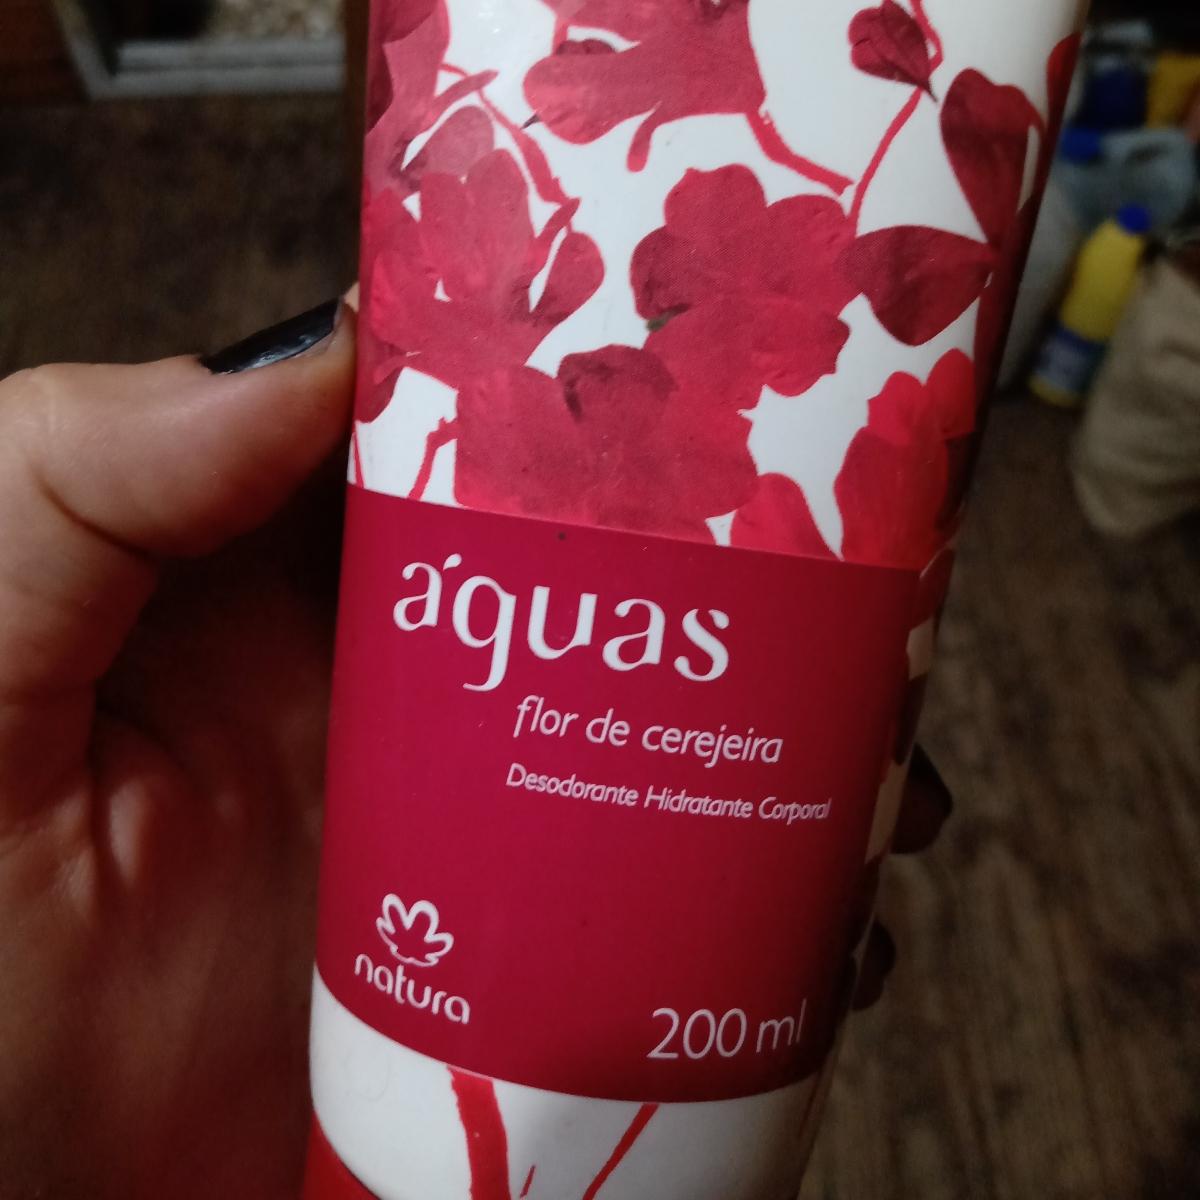 águas
flor de cerejeira
Desodorante Hidratante Corporal
natura
200 ml